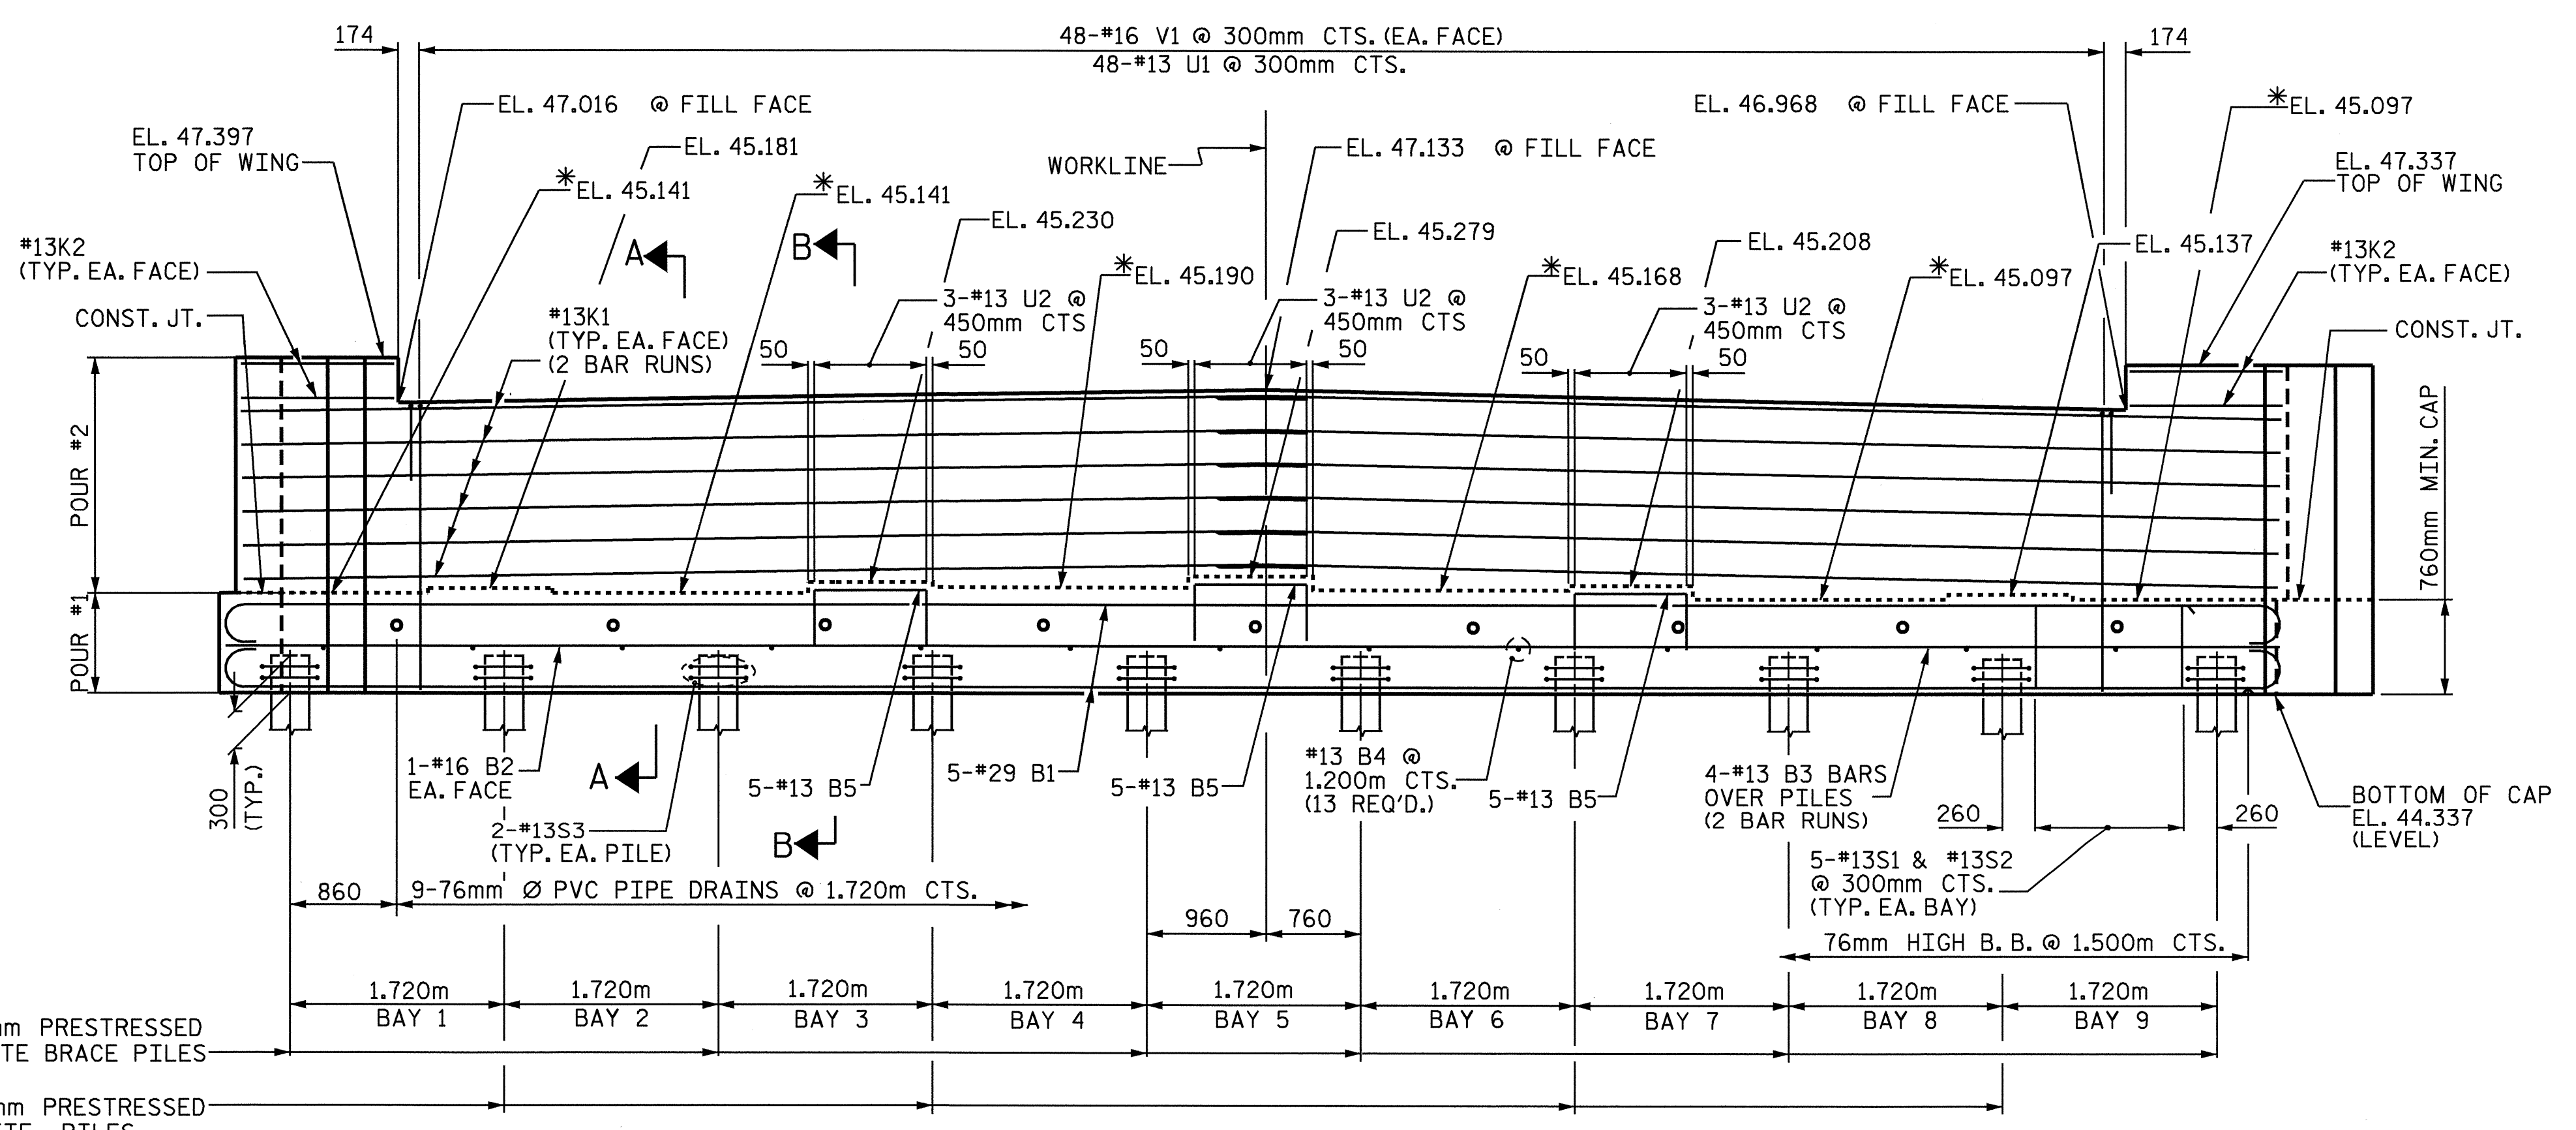 174
48-#16 V1 @ 300mm CTS. (EA. FACE)
174
48-#13 U1 @ 300mm CTS.
EL. 47.016 @ FILL FACE
EL. 46.968 @ FILL FACE
*EL. 45.097
EL. 47.397
TOP OF WING
EL. 45.181
WORKLINE
EL. 47.133 @ FILL FACE
EL. 47.337
TOP OF WING
*EL. 45.141
*EL. 45.141
EL. 45.230
EL. 45.279
EL. 45.208
EL. 45.137
#13K2
(TYP. EA. FACE)
A
B
*EL. 45.190
*EL. 45.168
*EL. 45.097
#13K2
(TYP. EA. FACE)
CONST. JT.
#13K1
(TYP. EA. FACE)
(2 BAR RUNS)
3-#13 U2 @
450mm CTS
3-#13 U2 @
450mm CTS
3-#13 U2 @
450mm CTS
CONST. JT.
50
50
50
50
50
50
POUR #2
POUR #1
760mm MIN. CAP
300
(TYP.)
1-#16 B2
EA. FACE
A
5-#13 B5
5-#29 B1
5-#13 B5
#13 B4 @
1.200m CTS.
(13 REQ'D.)
5-#13 B5
4-#13 B3 BARS
OVER PILES
(2 BAR RUNS)
260
260
BOTTOM OF CAP
EL. 44.337
(LEVEL)
2-#13S3
(TYP. EA. PILE)
B
5-#13S1 & #13S2
@ 300mm CTS.
(TYP. EA. BAY)
860
9-76mm Ø PVC PIPE DRAINS @ 1.720m CTS.
960
760
76mm HIGH B. B. @ 1.500m CTS.
1.720m
BAY 1
1.720m
BAY 2
1.720m
BAY 3
1.720m
BAY 4
1.720m
BAY 5
1.720m
BAY 6
1.720m
BAY 7
1.720m
BAY 8
1.720m
BAY 9
PRESTRESSED
BRACE PILES
PRESTRESSED